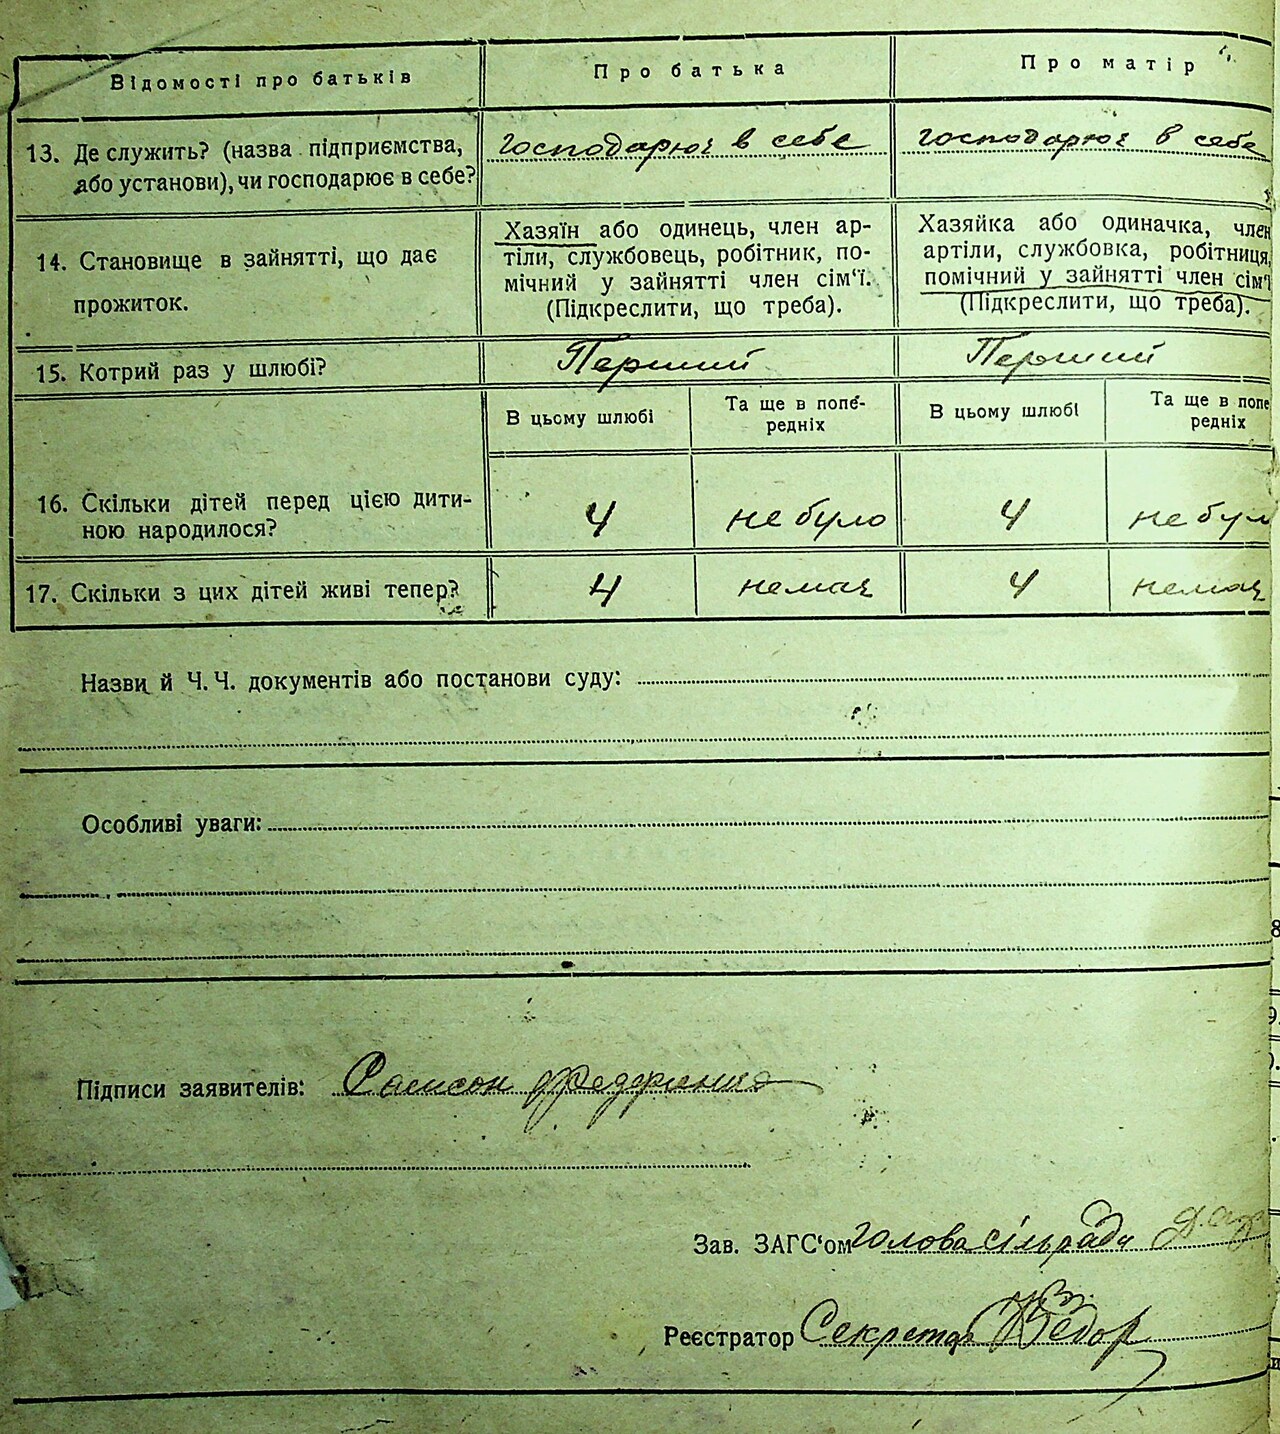 Відомості про батьків Про батька Про матір
13. Де служить? (назва підприємства, господарює в себе господарює в себе
або установи), чи господарює в себе?
Хазяїн або одинець, член ар- Хазяйка або одиначка, член
14. Становище в зайнятті, що дає тіли, службовець, робітник, по- артіли, службовка, робітниця,
прожиток. мічний у зайнятті член сім'ї. помічний у зайнятті член сім'ї
(Підкреслити, що треба). (Підкреслити, що треба).
15. Котрий раз у шлюбі? Перший Перший
В цьому шлюбі Та ще в попе- В цьому шлюбі Та ще в попе
редніх редніх
16. Скільки дітей перед цією дити- 4 не було 4 не було
ною народилося?
17. Скільки з цих дітей живі тепер? 4 немає 4 немає
Назви й Ч. Ч. документів або постанови суду:
Особливі уваги:
Підписи заявителів: Самсон
Зав. ЗАГС'ом голова сільради
Реєстратор Секретар